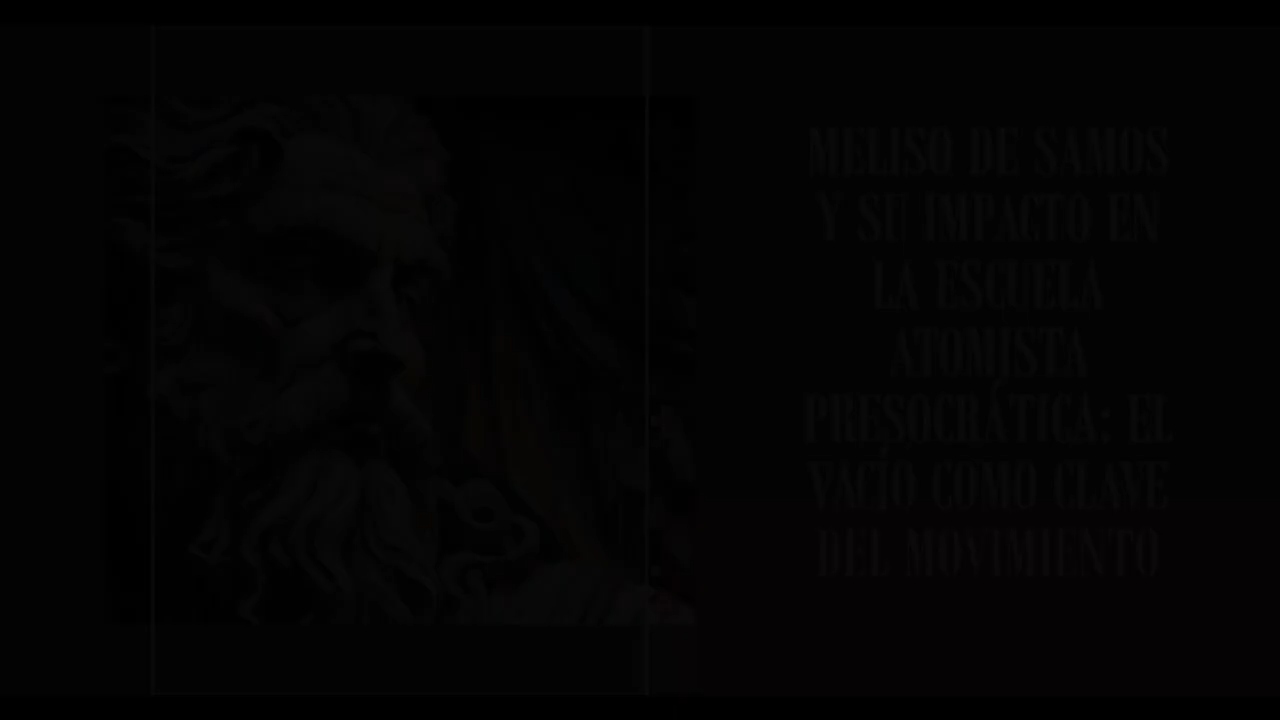 MELISO DE SAMOS
Y SU IMPACTO EN
LA ESCUELA
ATOMISTA
PRESOCRÁTICA: EL
VACÍO COMO CLAVE
DEL MOVIMIENTO